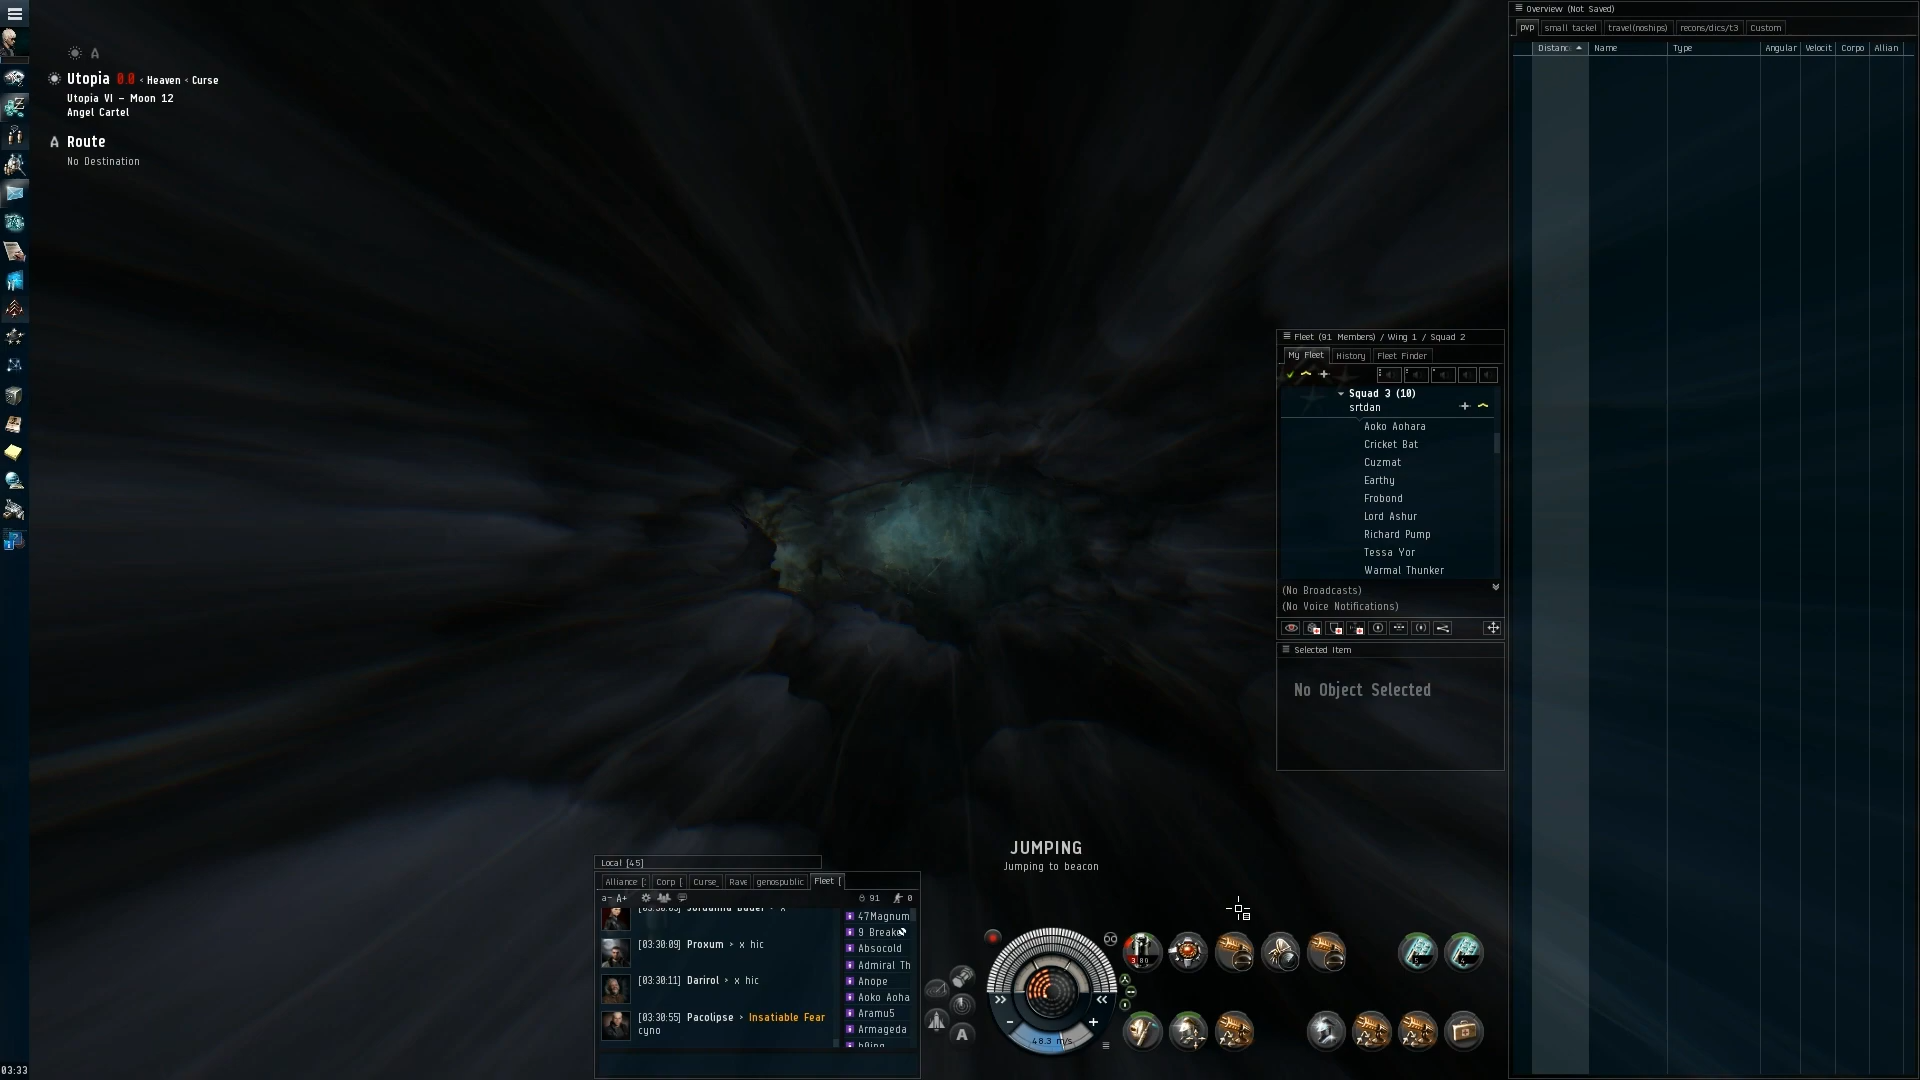 Utopia 0.0 < Heaven < Curse
Utopia VI - Moon 12
Angel Cartel
A Route
No Destination
Overview (Not Saved)
pvp small tackel travel(noships) recons/dics/t3 Custom
Distanc Name Type Angular Velocit Corpo Allian
Fleet (91 Members) / Wing 1 / Squad 2
My Fleet History Fleet Finder
Squad 3 (10)
srtdan
Aoko Aohara
Cricket Bat
Cuzmat
Earthy
Frobond
Lord Ashur
Richard Pump
Tessa Yor
Warmal Thunker
(No Broadcasts)
(No Voice Notifications)
Selected Item
No Object Selected
JUMPING
Jumping to beacon
Local [45]
Alliance [ Corp [ Curse_ Rave genospublic Fleet [
a- A+ 91 0
[03:30:09] Proxum > x hic
[03:30:11] Darirol > x hic
[03:30:55] Pacolipse > Insatiable Fear
cyno
47Magnum
9 Breake
Absocold
Admiral Th
Anope
Aoko Aoha
Aramu5
Armageda
48.3 m/s
03:33